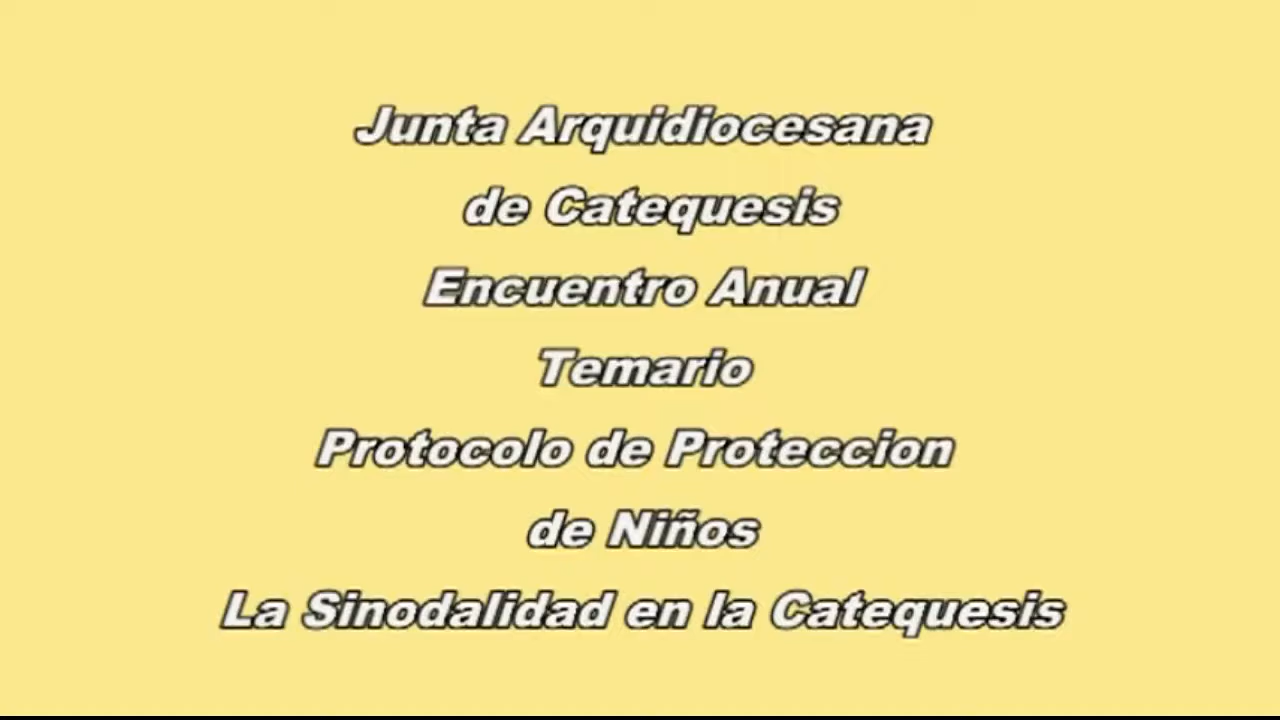 Junta Arquidiocesana
de Catequesis
Encuentro Anual
Temario
Protocolo de Proteccion
de Niños
La Sinodalidad en la Catequesis